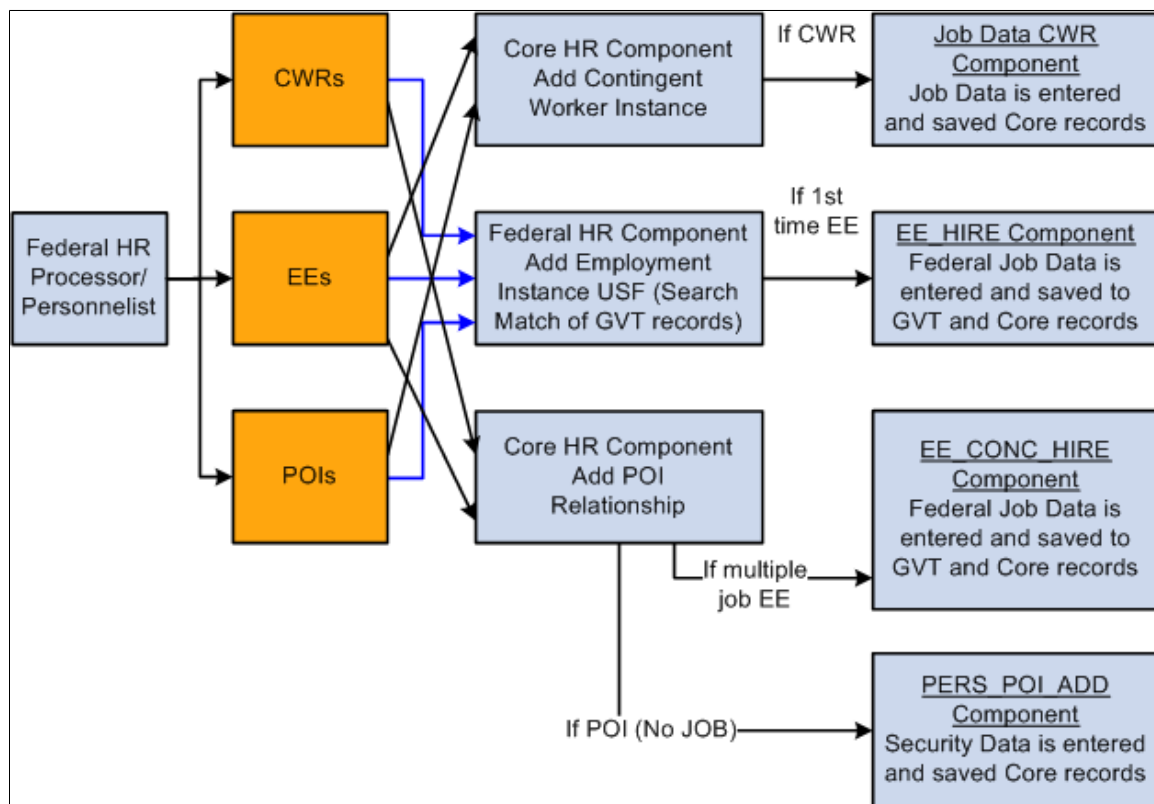 CWRs
Core HR Component
Add Contingent
Worker Instance
If CWR
Job Data CWR
Component
Job Data is entered
and saved Core records
Federal HR
Processor/
Personnelist
EEs
Federal HR Component
Add Employment
Instance USF (Search
Match of GVT records)
If 1st
time EE
EE_HIRE Component
Federal Job Data is
entered and saved to
GVT and Core records
POIs
Core HR Component
Add POI
Relationship
If multiple
job EE
EE_CONC_HIRE
Component
Federal Job Data is
entered and saved to
GVT and Core records
If POI (No JOB)
PERS_POI_ADD
Component
Security Data is entered
and saved Core records